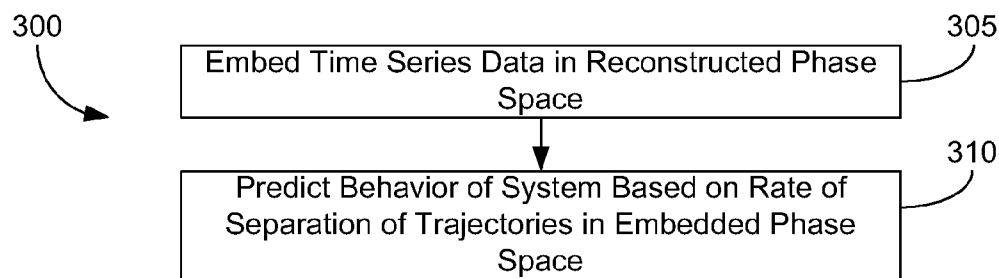 300
305
Embed Time Series Data in Reconstructed Phase
Space
310
Predict Behavior of System Based on Rate of
Separation of Trajectories in Embedded Phase
Space